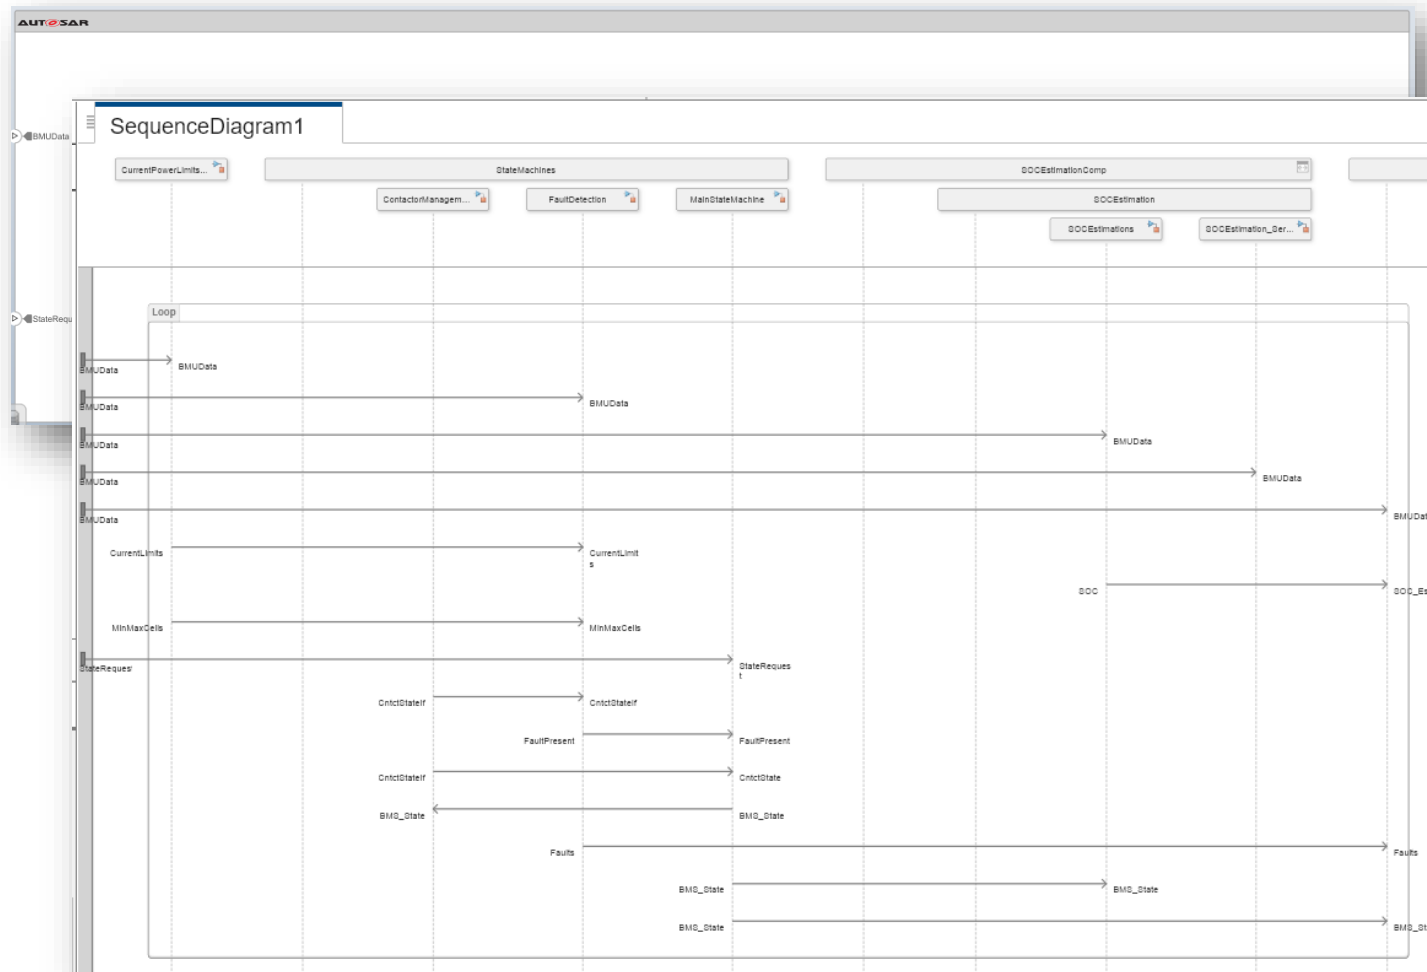 AUTOSAR
SequenceDiagram1
BMUData
CurrentPowerLimits...
StateMachines
SOCEstimationComp
ContactorManagem...
FaultDetection
MainStateMachine
SOCEstimation
SOCEstimations
SOCEstimation_Ser...
Loop
StateRequ
BMUData
BMUData
BMUData
BMUData
BMUData
BMUData
BMUData
BMUData
BMUData
BMUDat
CurrentLimits
CurrentLimit
s
SOC
SOC_Es
MinMaxCells
MinMaxCells
StateReques
StateReques
t
CntctStateIf
CntctStateIf
FaultPresent
FaultPresent
CntctStateIf
CntctState
BMS_State
BMS_State
Faults
Faults
BMS_State
BMS_State
BMS_State
BMS_St